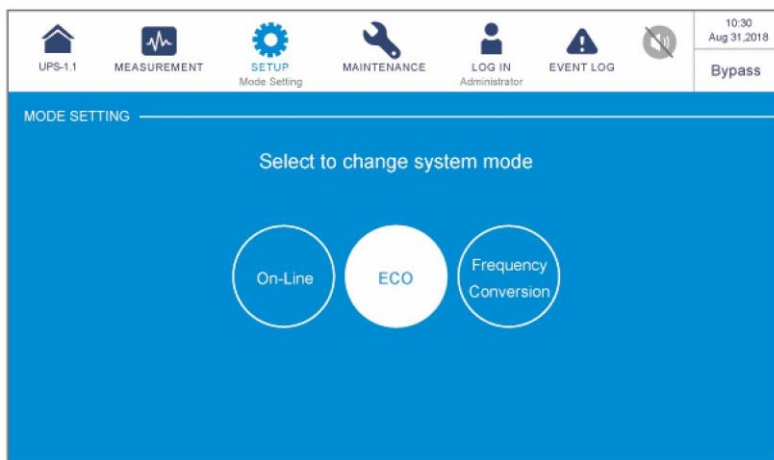 10:30
Aug 31,2018
UPS-1.1
MEASUREMENT
SETUP
Mode Setting
MAINTENANCE
LOG IN
Administrator
EVENT LOG
Bypass
MODE SETTING
Select to change system mode
On-Line
ECO
Frequency
Conversion